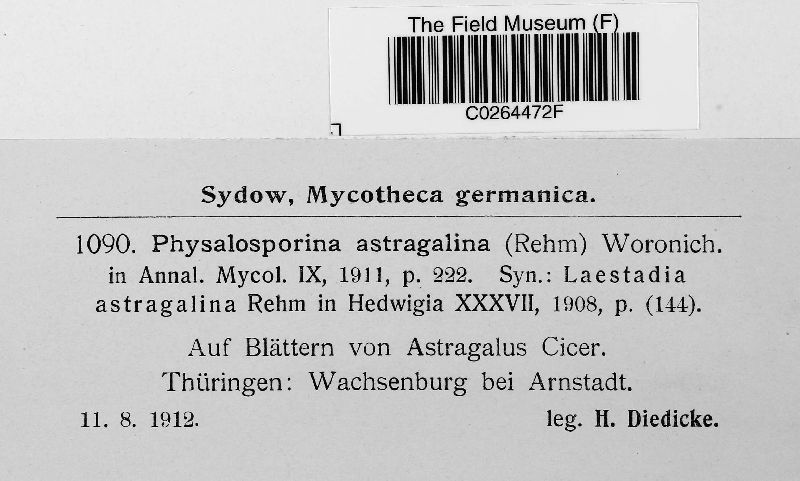 The Field Museum (F)
C0264472F
Sydow, Mycotheca germanica.
1090. Physalosporina astragalina (Rehm) Woronich.
in Annal. Mycol. IX, 1911, p. 222. Syn.: Laestadia
astragalina Rehm in Hedwigia XXXVII, 1908, p. (144).
Auf Blättern von Astragalus Cicer.
Thüringen: Wachsenburg bei Arnstadt.
11. 8. 1912. leg. H. Diedicke.